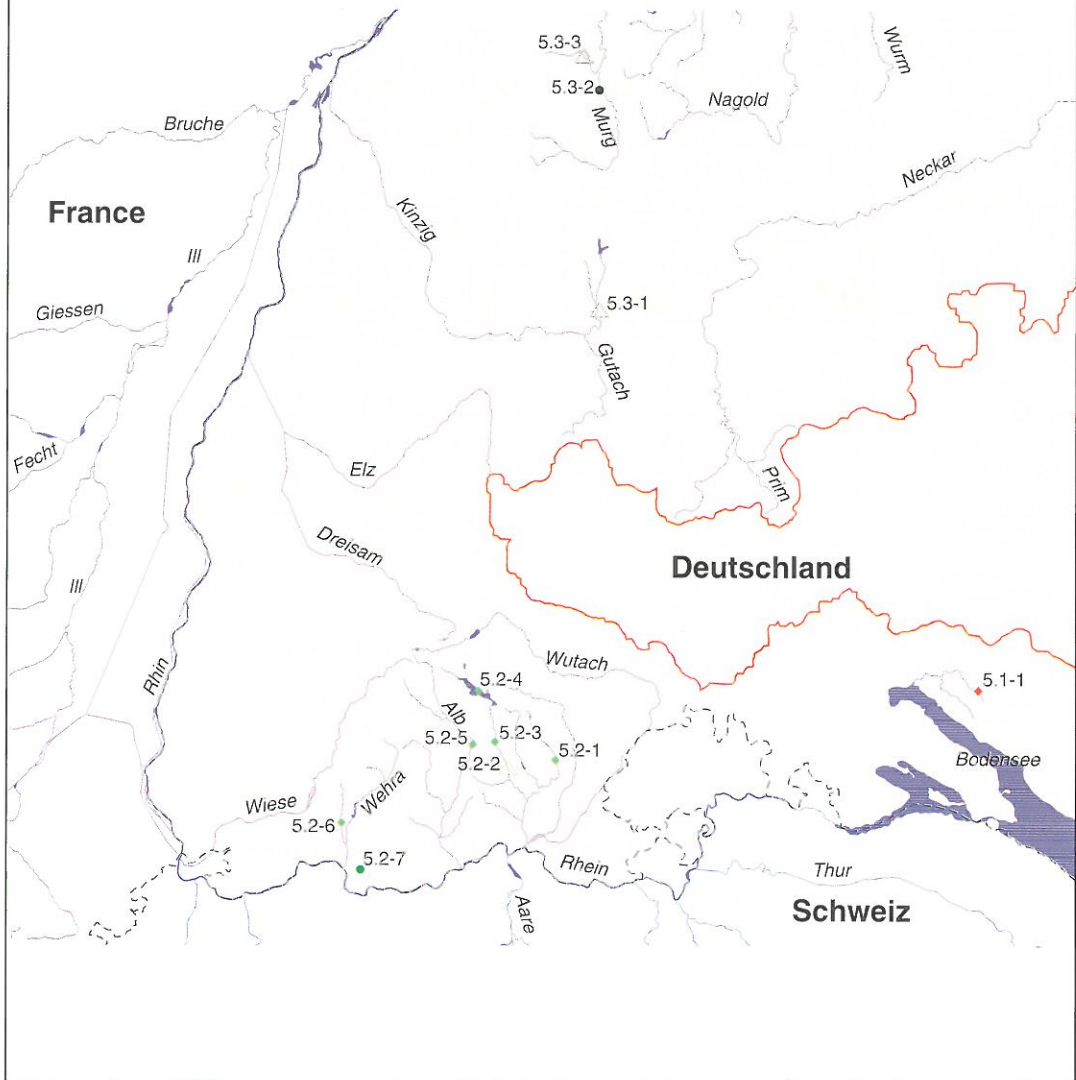 5.3-3
Wurm
5.3-2
Nagold
Murg
Bruche
Neckar
France
Kinzig
Ill
5.3-1
Giessen
Gutach
Fecht
Elz
Prim
Dreisam
Deutschland
Ill
Wutach
Rhin
5.2-4
5.1-1
Alb
5.2-5
5.2-3
5.2-2
5.2-1
Bodensee
Wiese
Wehra
5.2-6
5.2-7
Rhein
Thur
Aare
Schweiz